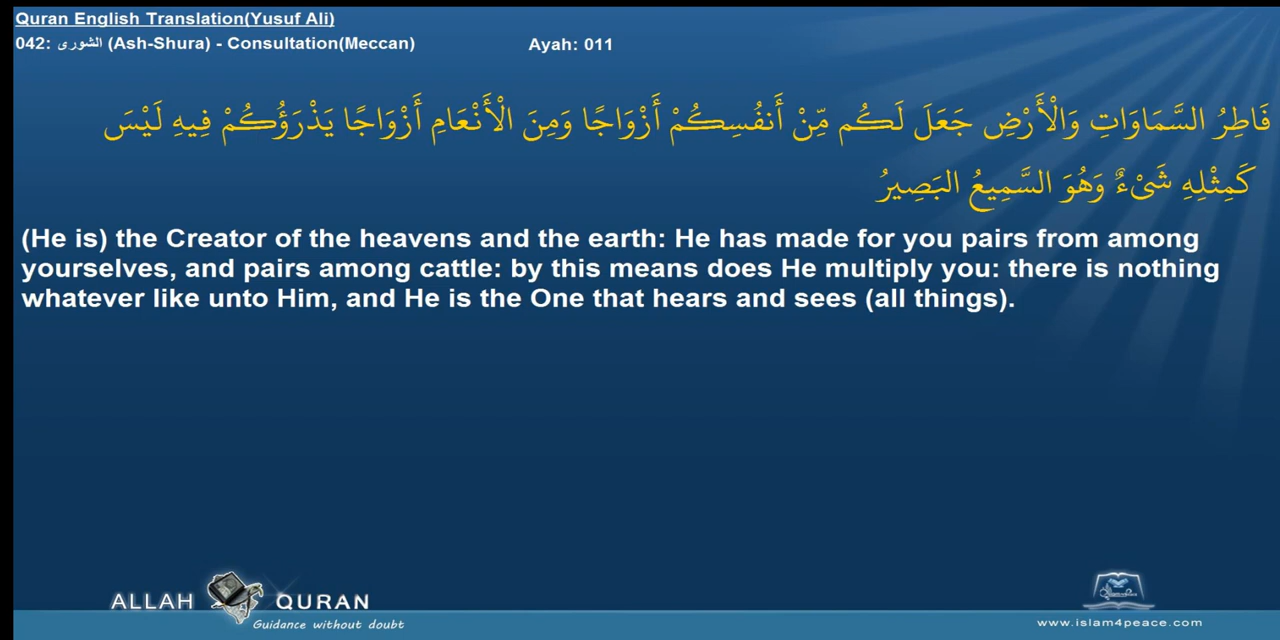 Quran English Translation(Yusuf Ali)
042: الشورى (Ash-Shura) - Consultation(Meccan) Ayah: 011
فَاطِرُ السَّمَاوَاتِ وَالْأَرْضِ جَعَلَ لَكُم مِّنْ أَنفُسِكُمْ أَزْوَاجًا وَمِنَ الْأَنْعَامِ أَزْوَاجًا يَذْرَؤُكُمْ فِيهِ لَيْسَ
كَمِثْلِهِ شَىْءٌ وَهُوَ السَّمِيعُ البَصِيرُ
(He is) the Creator of the heavens and the earth: He has made for you pairs from among
yourselves, and pairs among cattle: by this means does He multiply you: there is nothing
whatever like unto Him, and He is the One that hears and sees (all things).
ALLAH QURAN
Guidance without doubt
www.islam4peace.com